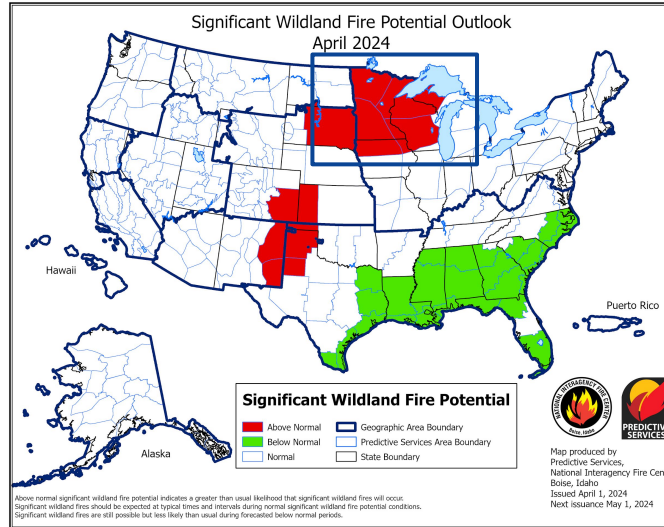 Significant Wildland Fire Potential Outlook
April 2024
Hawaii
Puerto Rico
Alaska
Significant Wildland Fire Potential
Above Normal
Geographic Area Boundary
Below Normal
Predictive Services Area Boundary
Normal
State Boundary
NATIONAL INTERAGENCY FIRE CENTER
Boise, Idaho
PREDICTIVE
SERVICES
Map produced by
Predictive Services,
National Interagency Fire Cen
Boise, Idaho
Issued April 1, 2024
Next issuance May 1, 2024
Above normal significant wildland fire potential indicates a greater than usual likelihood that significant wildland fires will occur.
Significant wildland fires should be expected at typical times and intervals during normal significant wildland fire potential conditions.
Significant wildland fires are still possible but less likely than usual during forecasted below normal periods.